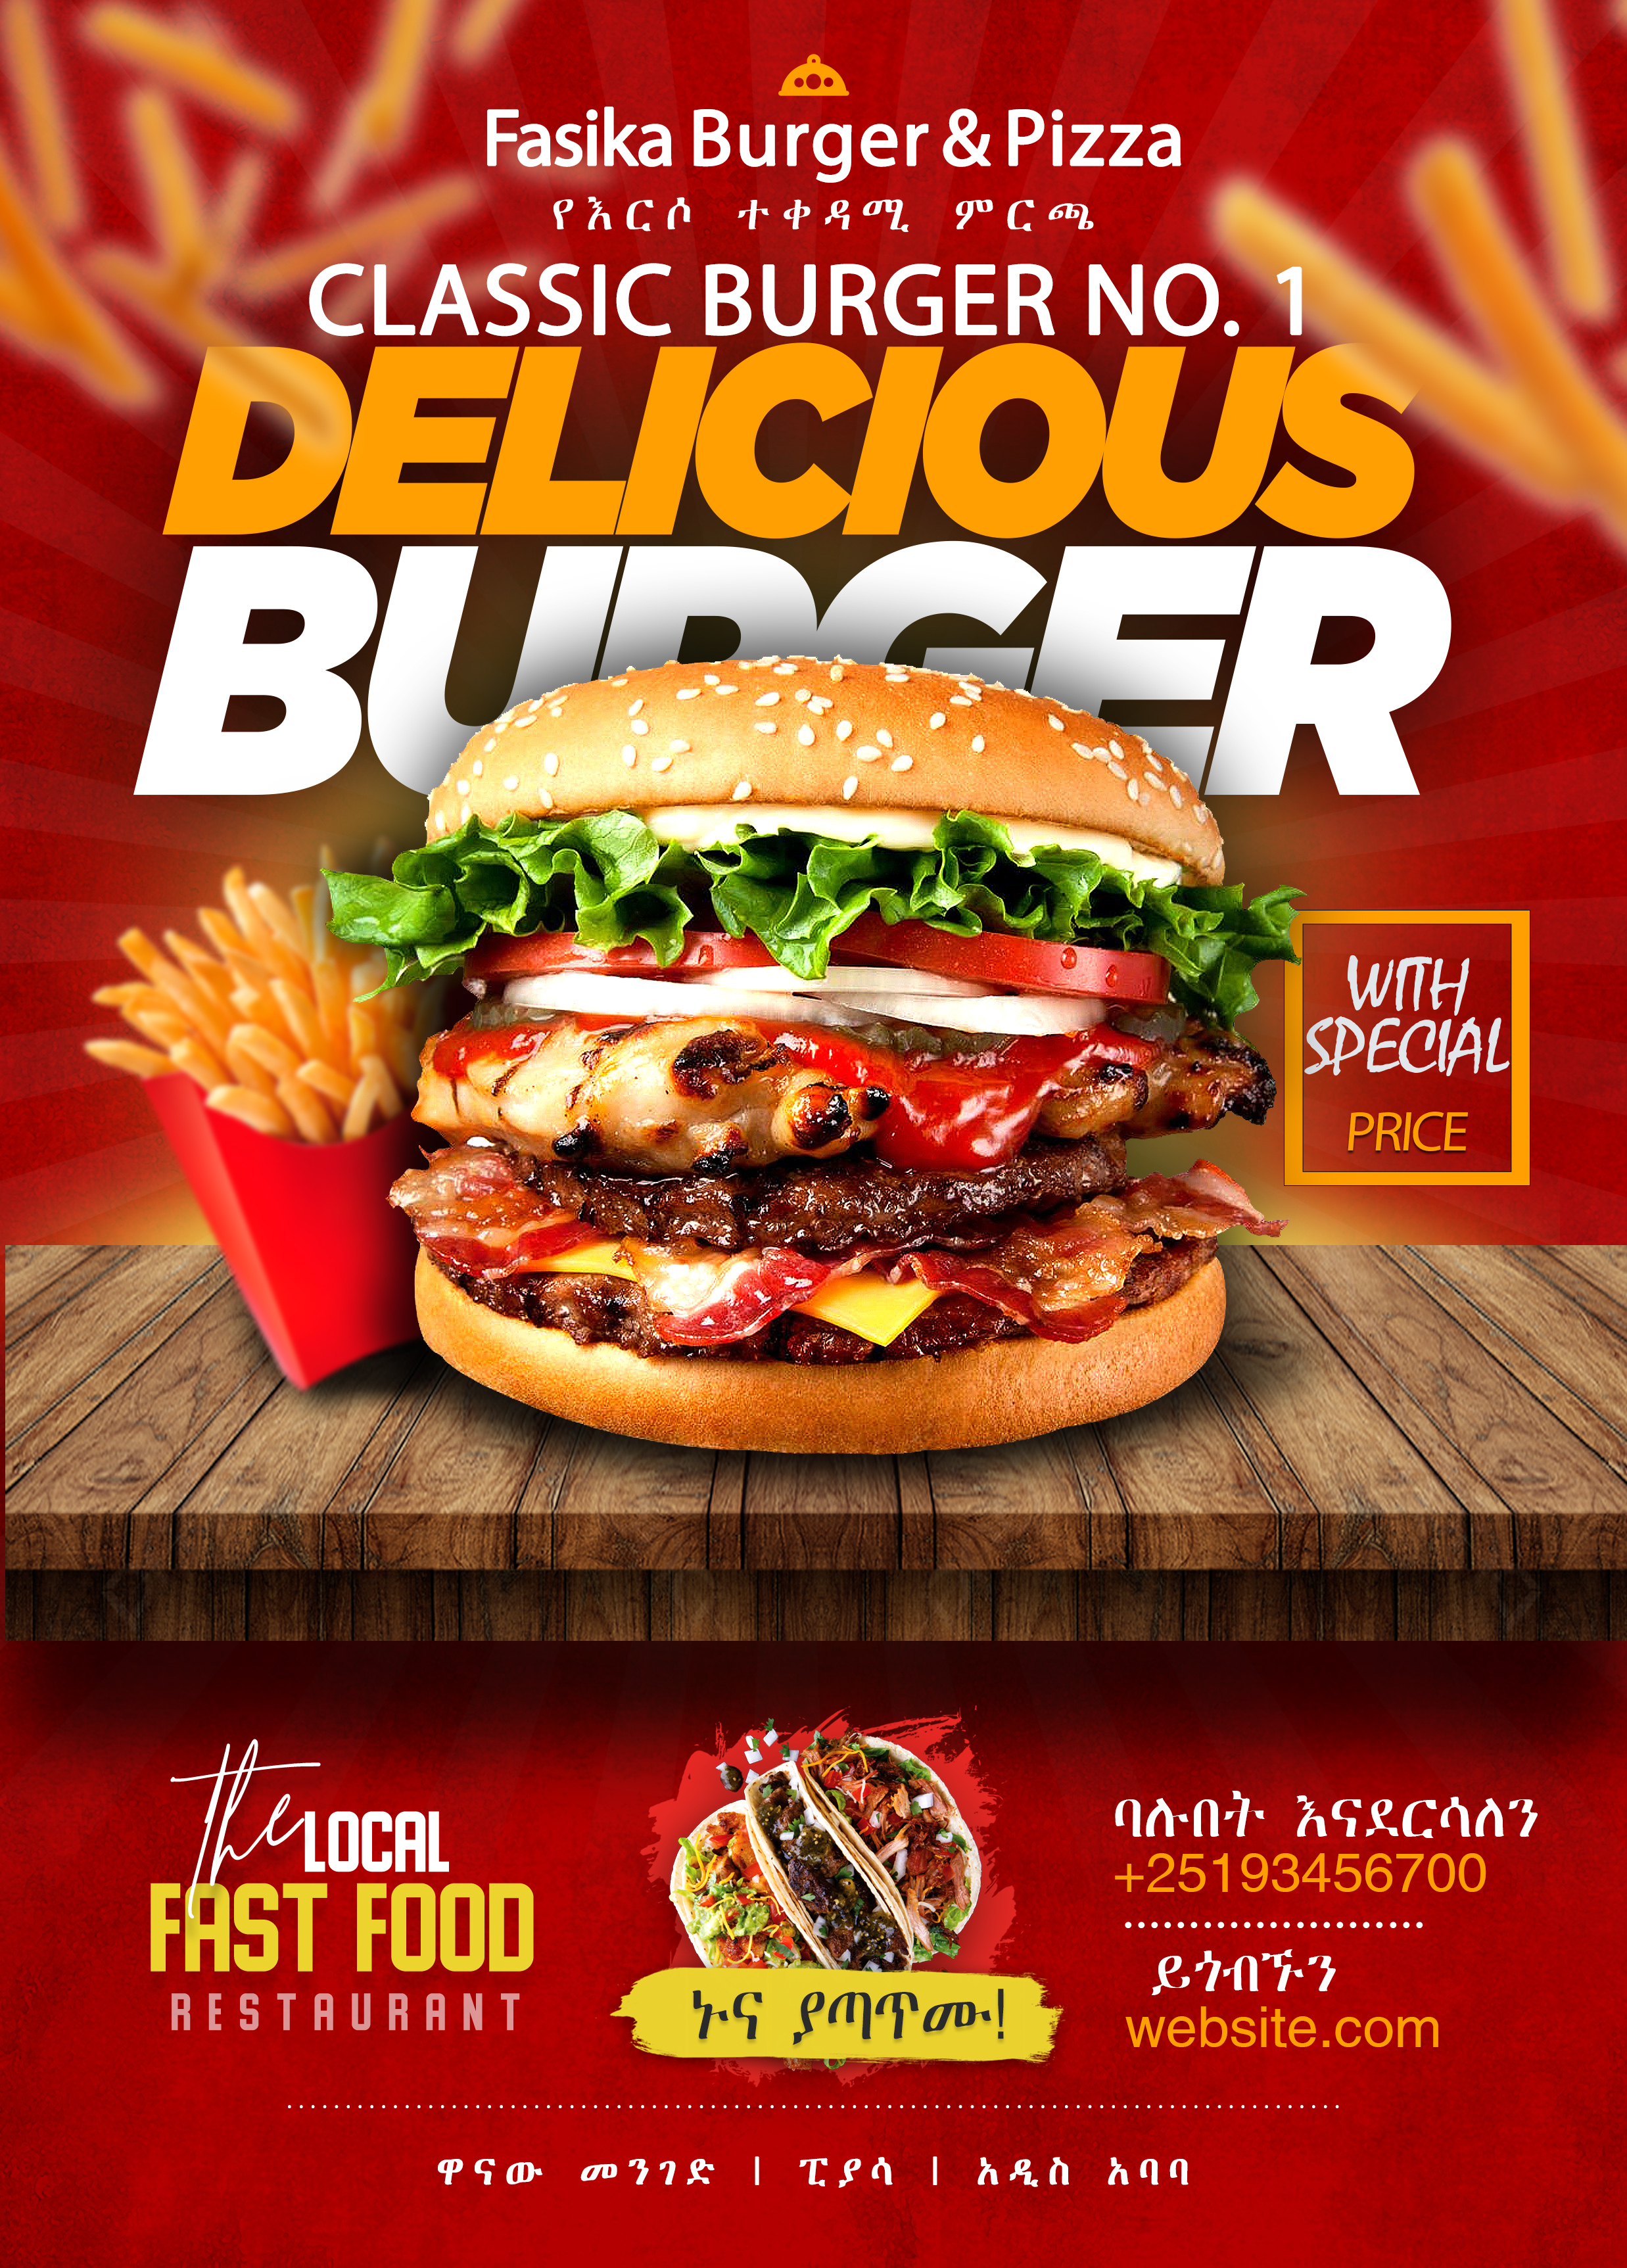 Fasika Burger & Pizza
የእርሶ ተቀዳሚ ምርጫ
CLASSIC BURGER NO. 1
DELICIOUS
BURGER
WITH
SPECIAL
PRICE
The LOCAL
FAST FOOD
RESTAURANT
ኑና ያጣጥሙ!
ባሉበት እናደርሳለን
+25193456700
ይጎብኙን
website.com
ዋናው መንገድ | ፒያሳ | አዲስ አባባ